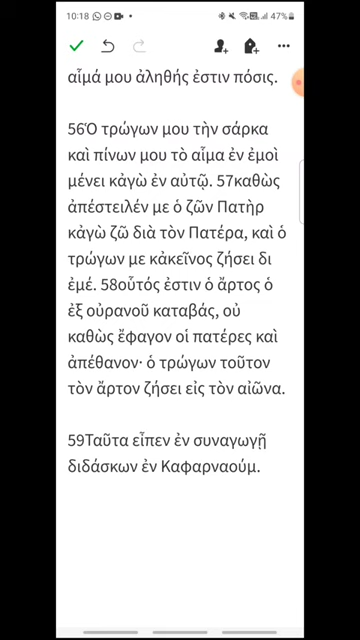 10:18
47%
αἷμά μου ἀληθής ἐστιν πόσις.
56Ὁ τρώγων μου τὴν σάρκα
καὶ πίνων μου τὸ αἷμα ἐν ἐμοὶ
μένει κἀγὼ ἐν αὐτῷ. 57καθὼς
ἀπέστειλέν με ὁ ζῶν Πατὴρ
κἀγὼ ζῶ διὰ τὸν Πατέρα, καὶ ὁ
τρώγων με κἀκεῖνος ζήσει δι
ἐμέ. 58οὗτός ἐστιν ὁ ἄρτος ὁ
ἐξ οὐρανοῦ καταβάς, οὐ
καθὼς ἔφαγον οἱ πατέρες καὶ
ἀπέθανον· ὁ τρώγων τοῦτον
τὸν ἄρτον ζήσει εἰς τὸν αἰῶνα.
59Ταῦτα εἶπεν ἐν συναγωγῇ
διδάσκων ἐν Καφαρναούμ.